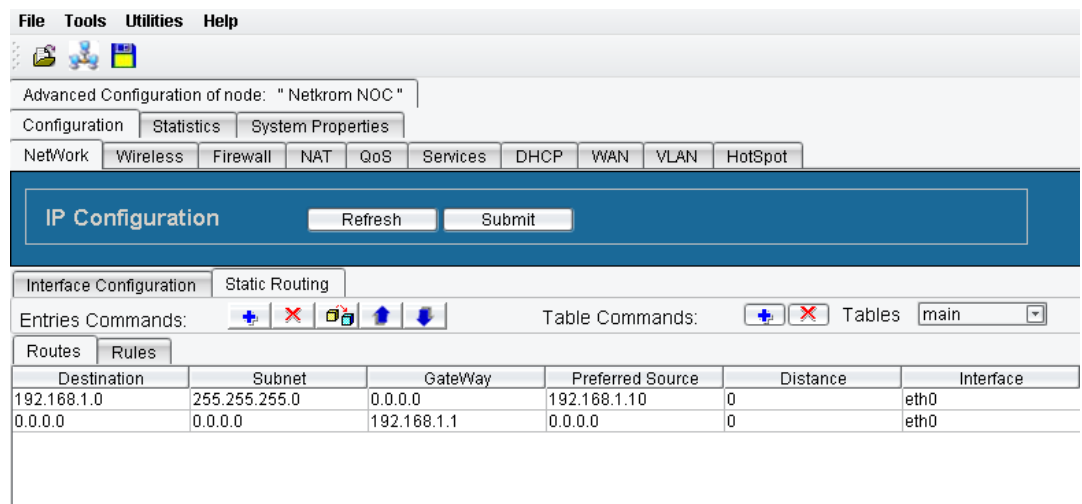 File Tools Utilities Help
Advanced Configuration of node: " Netkrom NOC "
Configuration Statistics System Properties
NetWork Wireless Firewall NAT QoS Services DHCP WAN VLAN HotSpot
IP Configuration Refresh Submit
Interface Configuration Static Routing
Entries Commands: Table Commands: Tables main
Routes Rules
Destination Subnet GateWay Preferred Source Distance Interface
192.168.1.0 255.255.255.0 0.0.0.0 192.168.1.10 0 eth0
0.0.0.0 0.0.0.0 192.168.1.1 0.0.0.0 0 eth0